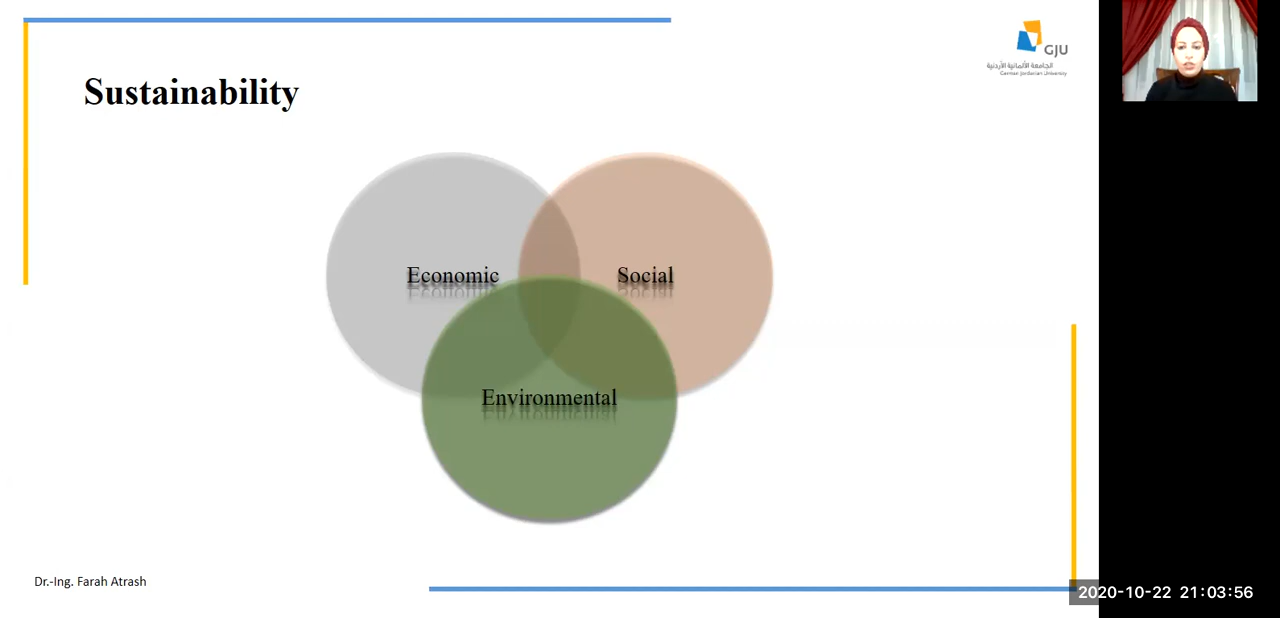 Sustainability
GJU
الجامعة الألمانية الأردنية
German Jordanian University
Economic
Social
Environmental
Dr.-Ing. Farah Atrash
2020-10-22 21:03:56